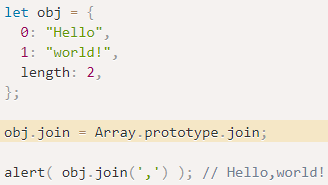 let obj = {
  0: "Hello",
  1: "world!",
  length: 2,
};
obj.join = Array.prototype.join;
alert( obj.join(',') ); // Hello,world!